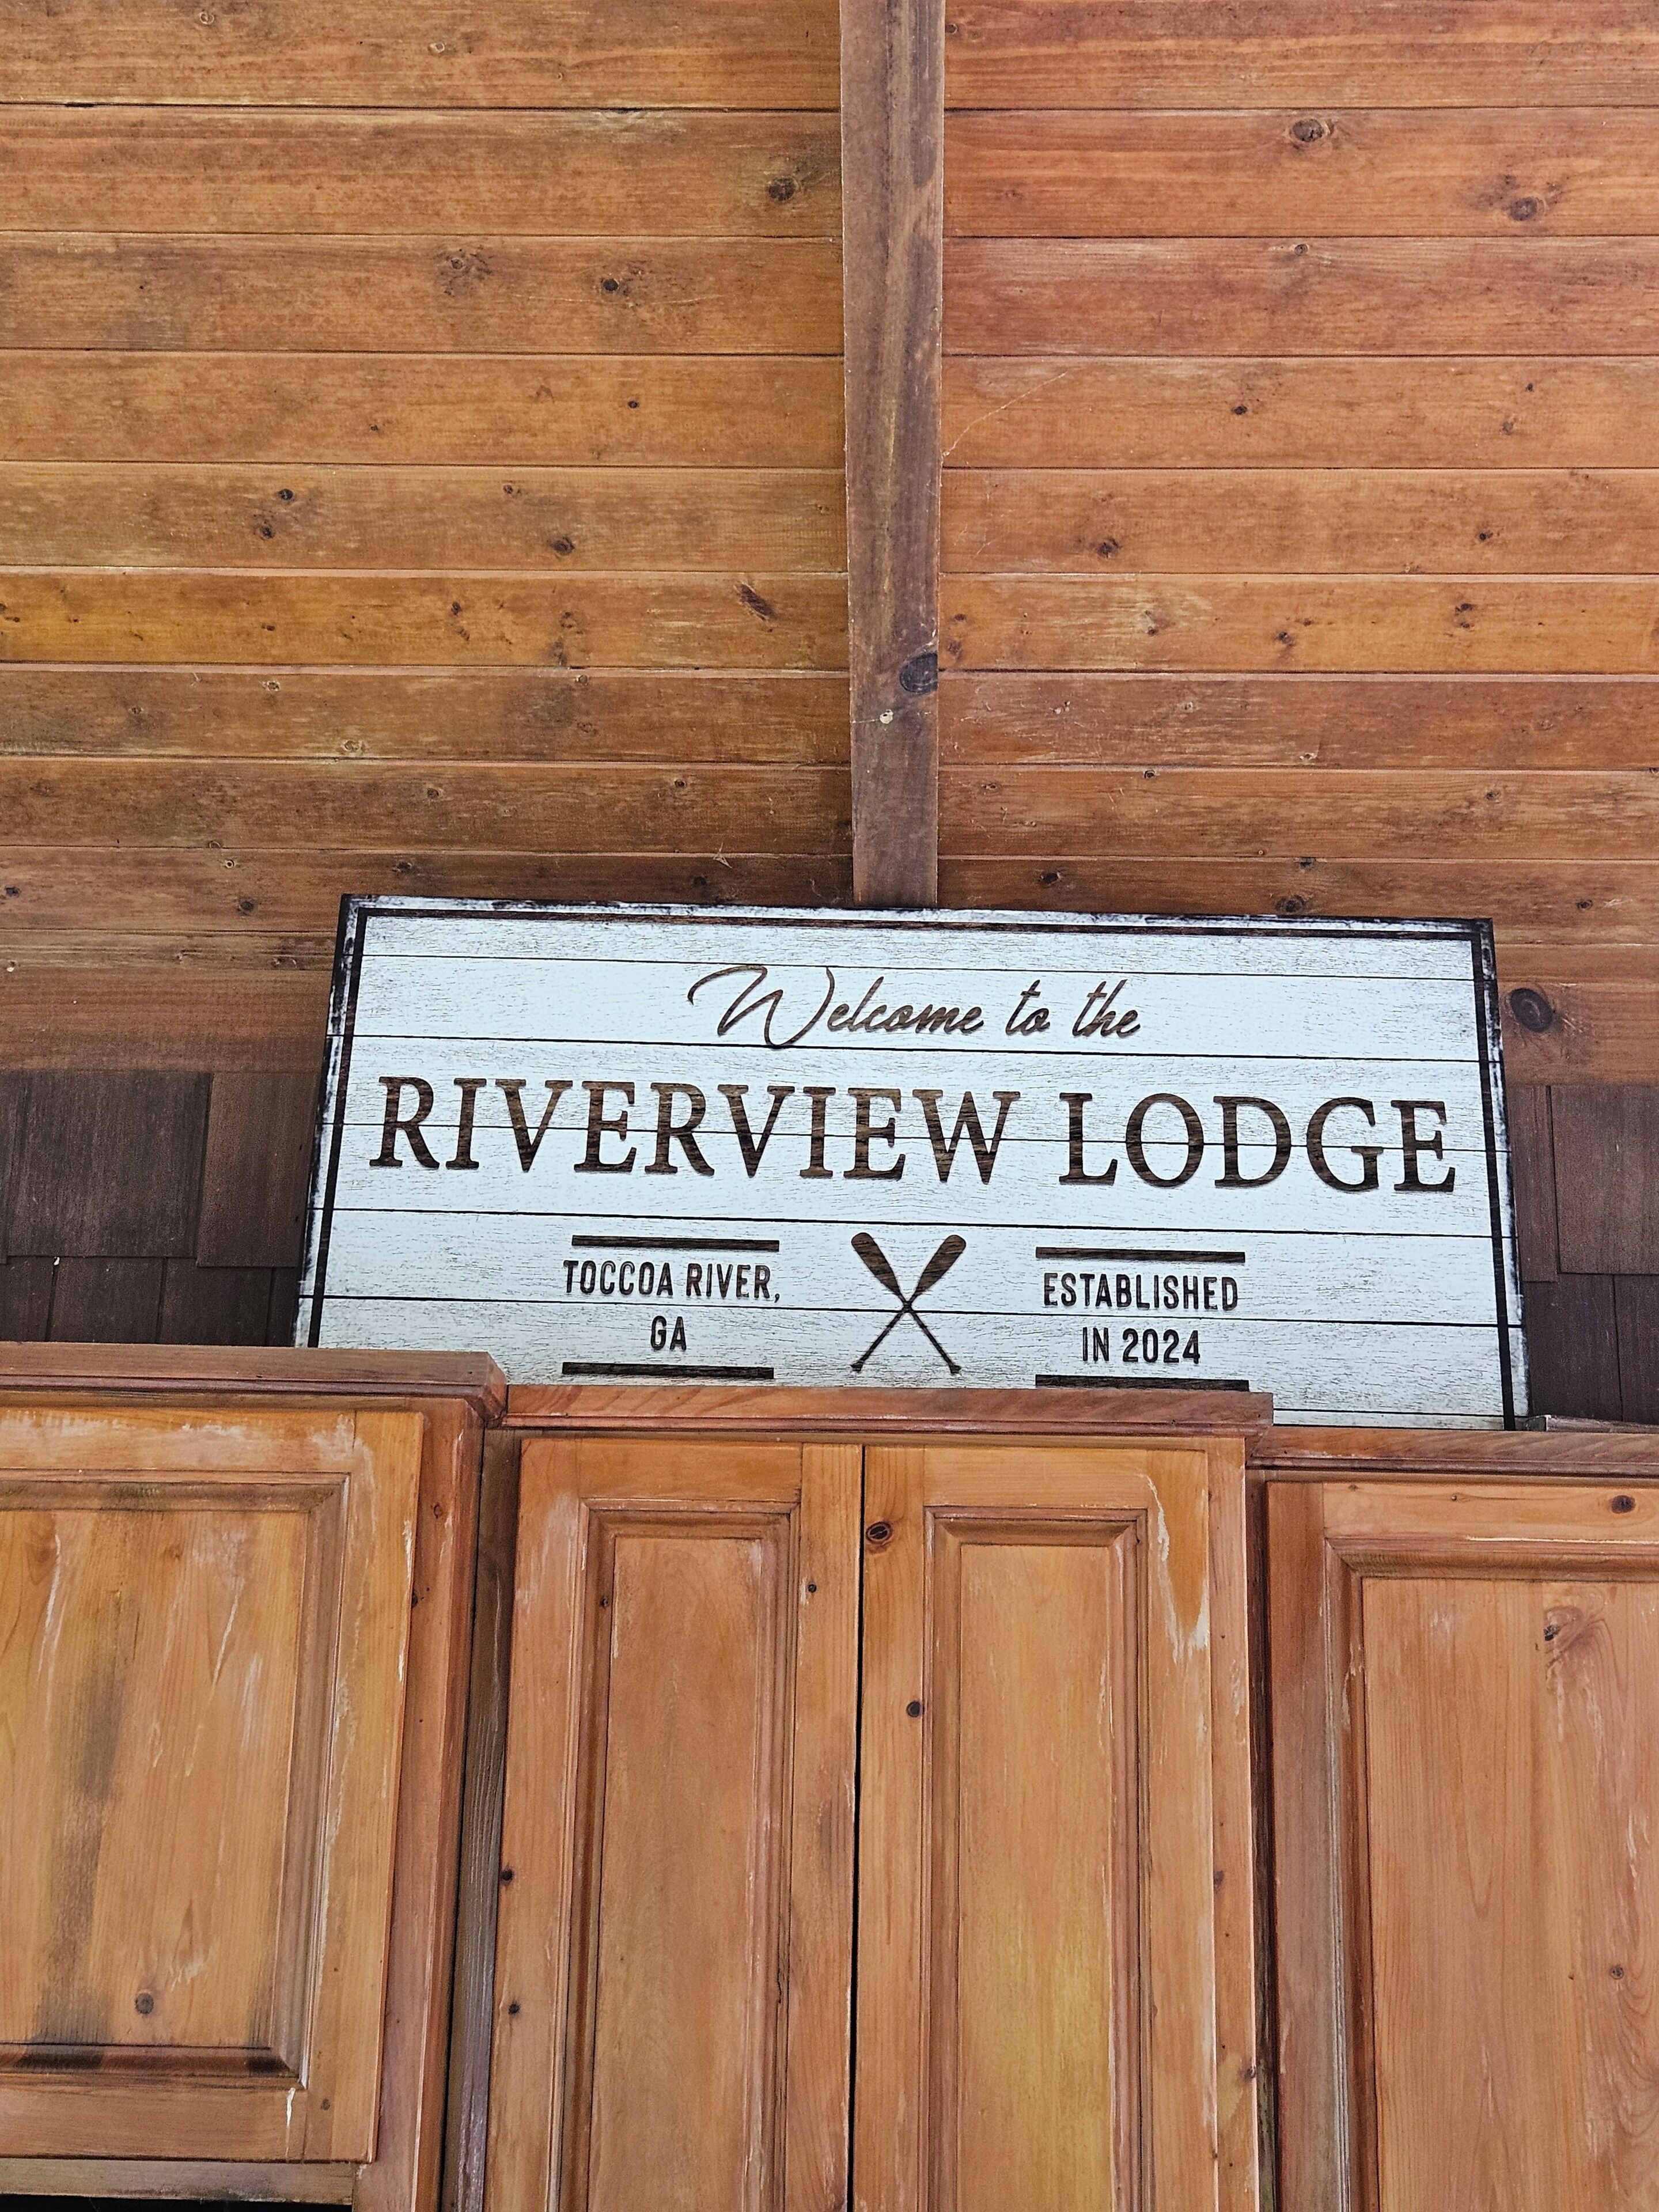 Welcome to the
RIVERVIEW LODGE
TOCCOA RIVER,
GA
ESTABLISHED
IN 2024